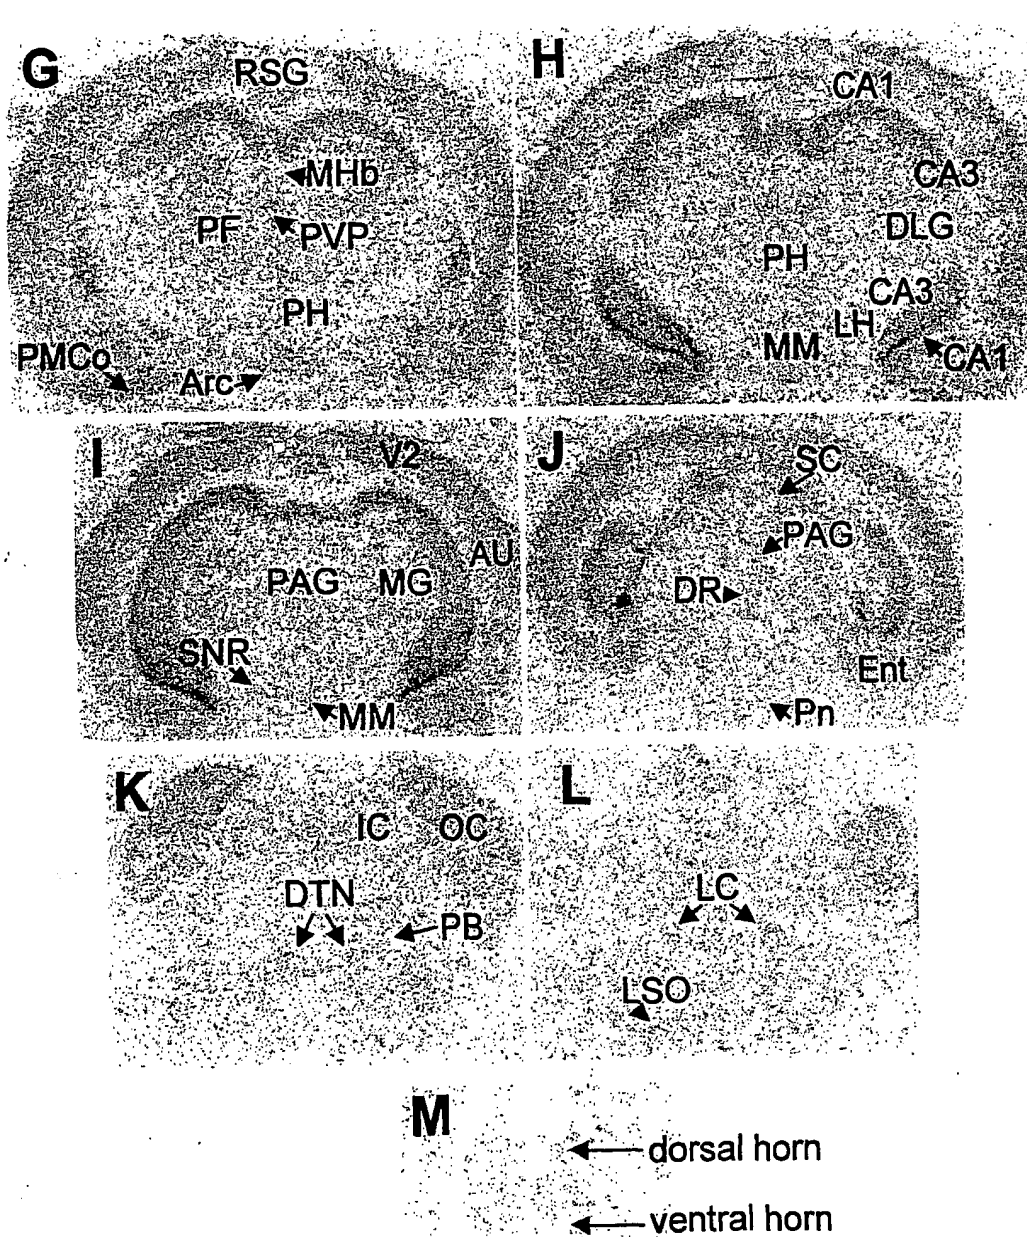 G
RSG
MHb
PF
PVP
PH
PMCo
Arc
H
CA1
CA3
DLG
PH
CA3
LH
MM
CA1
I
V2
AU
PAG
MG
SNR
MM
J
SC
PAG
DR
Ent
Pn
K
IC
OC
DTN
PB
L
LC
LSO
M
dorsal horn
ventral horn